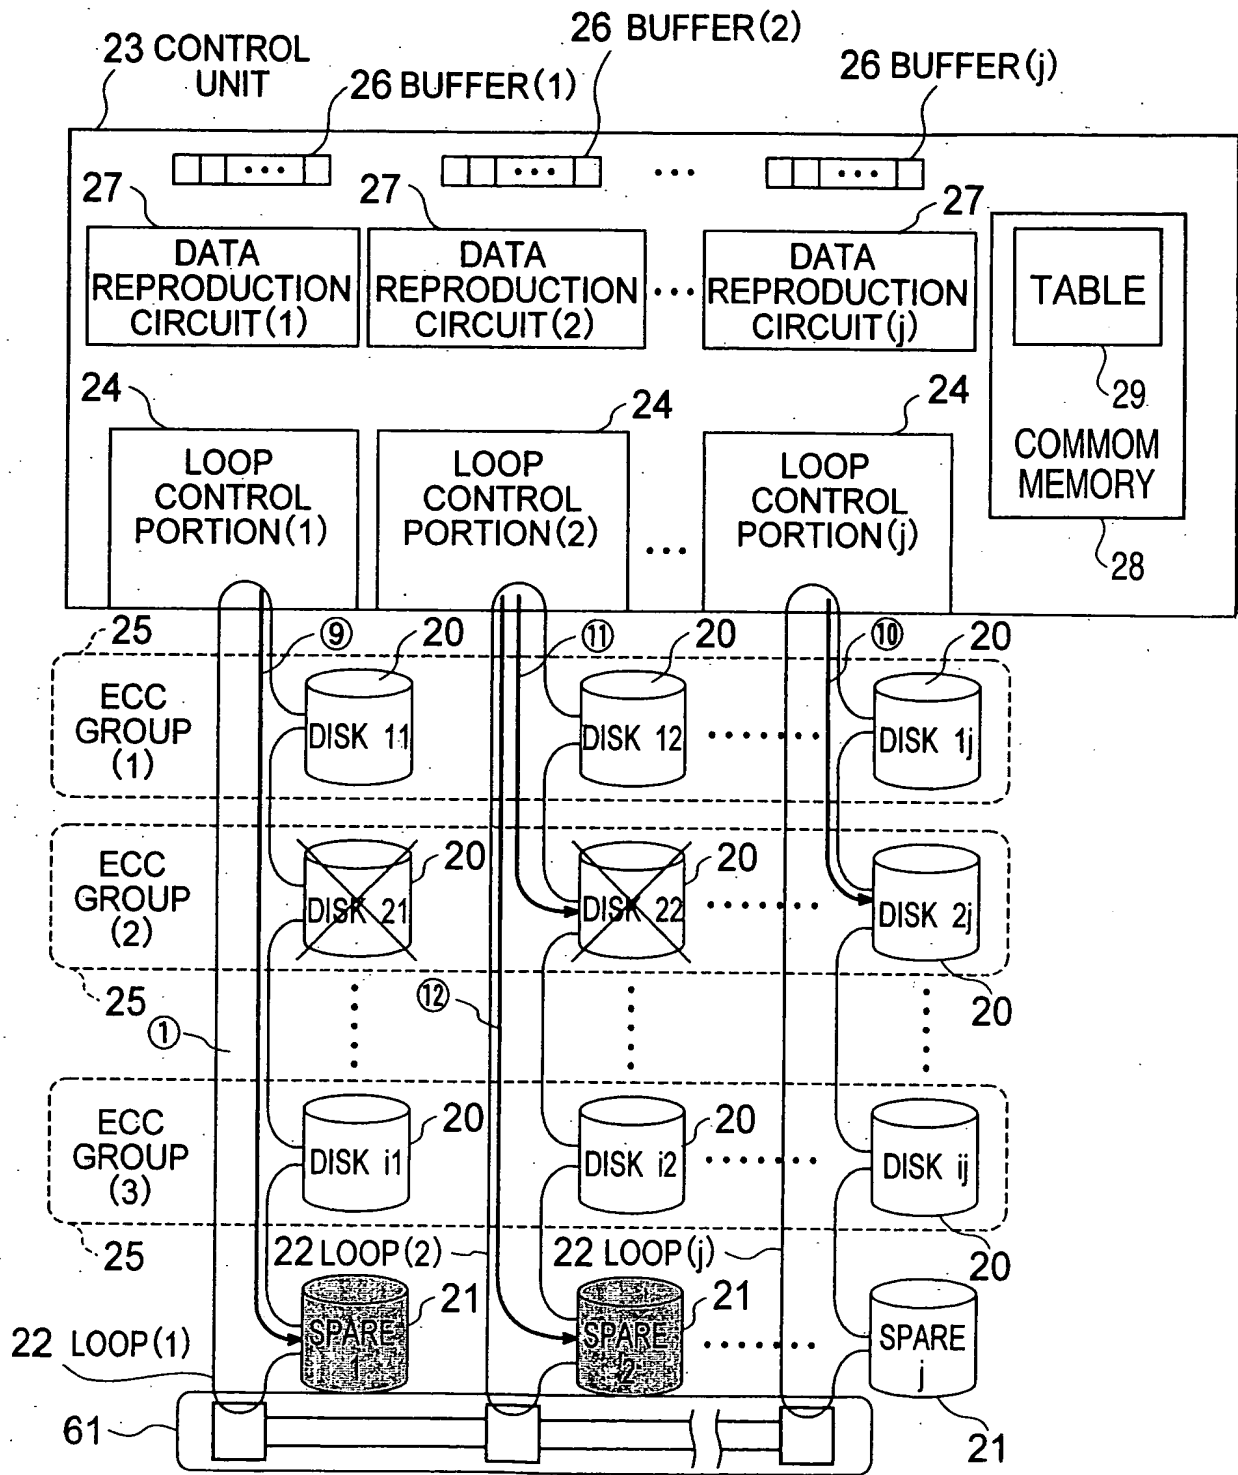 23 CONTROL UNIT
26 BUFFER(1)
26 BUFFER(2)
26 BUFFER(j)
27
27
27
DATA REPRODUCTION CIRCUIT(1)
DATA REPRODUCTION CIRCUIT(2)
DATA REPRODUCTION CIRCUIT(j)
TABLE
29
COMMOM MEMORY
28
24
24
24
LOOP CONTROL PORTION(1)
LOOP CONTROL PORTION(2)
LOOP CONTROL PORTION(j)
25
⑨
20
⑪
20
⑩
20
ECC GROUP (1)
DISK 11
DISK 12
DISK 1j
ECC GROUP (2)
DISK 21
20
DISK 22
20
DISK 2j
20
25
①
⑫
ECC GROUP (3)
DISK i1
20
DISK i2
20
DISK ij
20
25
22 LOOP(1)
22 LOOP(2)
22 LOOP(j)
SPARE 1
21
SPARE 2
21
SPARE j
21
61